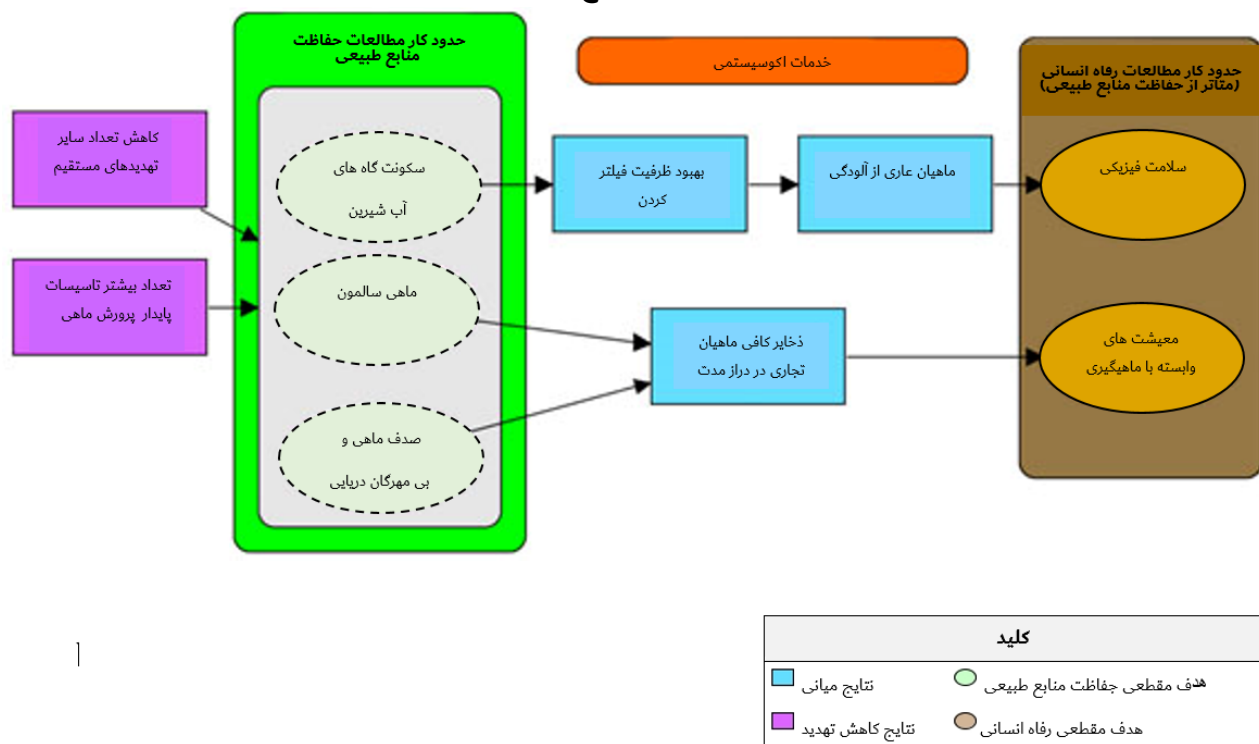 حدود کار مطالعات حفاظت
منابع طبیعی
خدمات اکوسیستمی
حدود کار مطالعات رفاه انسانی
(متاثر از حفاظت منابع طبیعی)
کاهش تعداد سایر
تهدیدهای مستقیم
تعداد بیشتر تاسیسات
پایدار پرورش ماهی
سکونت گاه های
آب شیرین
ماهی سالمون
صدف ماهی و
بی مهرگان دریایی
بهبود ظرفیت فیلتر
کردن
ماهیان عاری از آلودگی
ذخایر کافی ماهیان
تجاری در دراز مدت
سلامت فیزیکی
معیشت های
وابسته با ماهیگیری
کلید
هدف مقطعی جفاظت منابع طبیعی
نتایج میانی
هدف مقطعی رفاه انسانی
نتایج کاهش تهدید